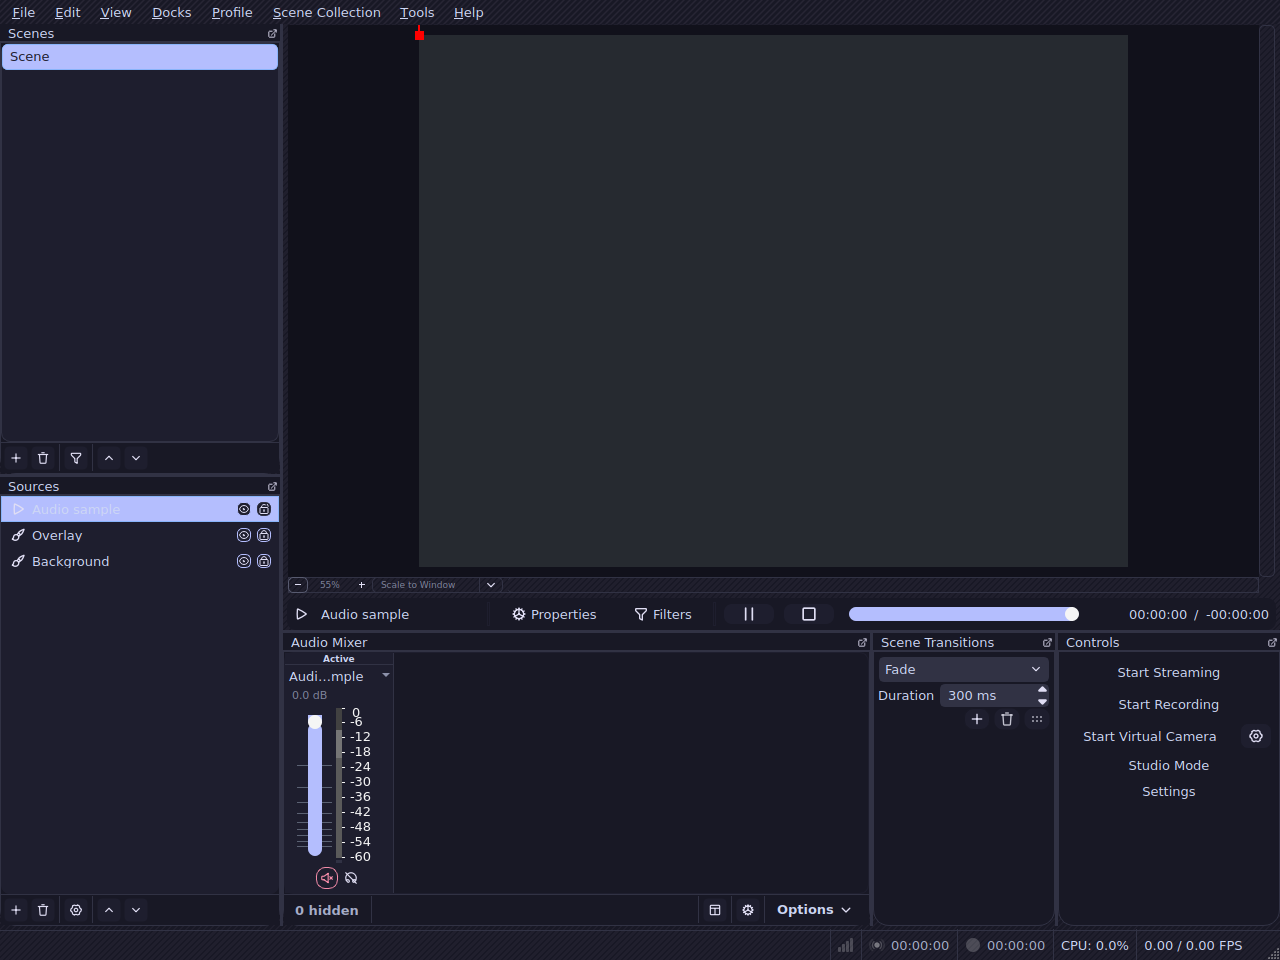 File Edit View Docks Profile Scene Collection Tools Help
Scenes
Scene
Sources
Audio sample
Overlay
Background
55% Scale to Window
Audio sample Properties Filters 00:00:00 / -00:00:00
Audio Mixer
Active
Audi...mple
0.0 dB
0
-6
-12
-18
-24
-30
-36
-42
-48
-54
-60
0 hidden Options
Scene Transitions
Fade
Duration 300 ms
Controls
Start Streaming
Start Recording
Start Virtual Camera
Studio Mode
Settings
00:00:00 00:00:00 CPU: 0.0% 0.00 / 0.00 FPS